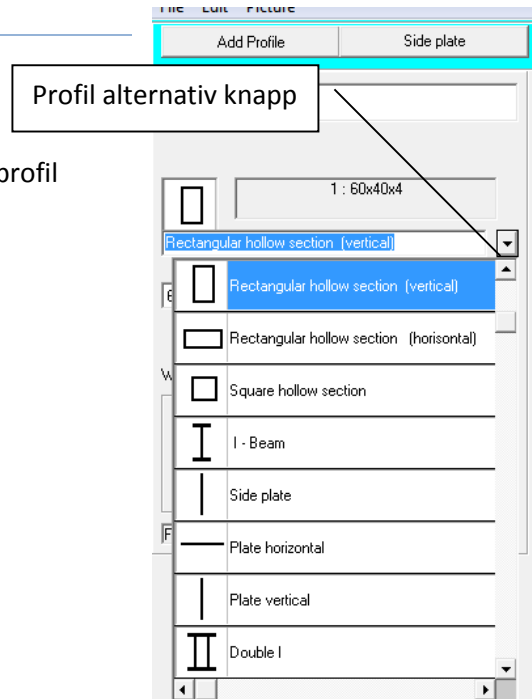 File Edit Picture
Add Profile Side plate
Profil alternativ knapp
profil
1 : 60x40x4
Rectangular hollow section (vertical)
Rectangular hollow section (vertical)
Rectangular hollow section (horisontal)
Square hollow section
I - Beam
Side plate
Plate horizontal
Plate vertical
Double I